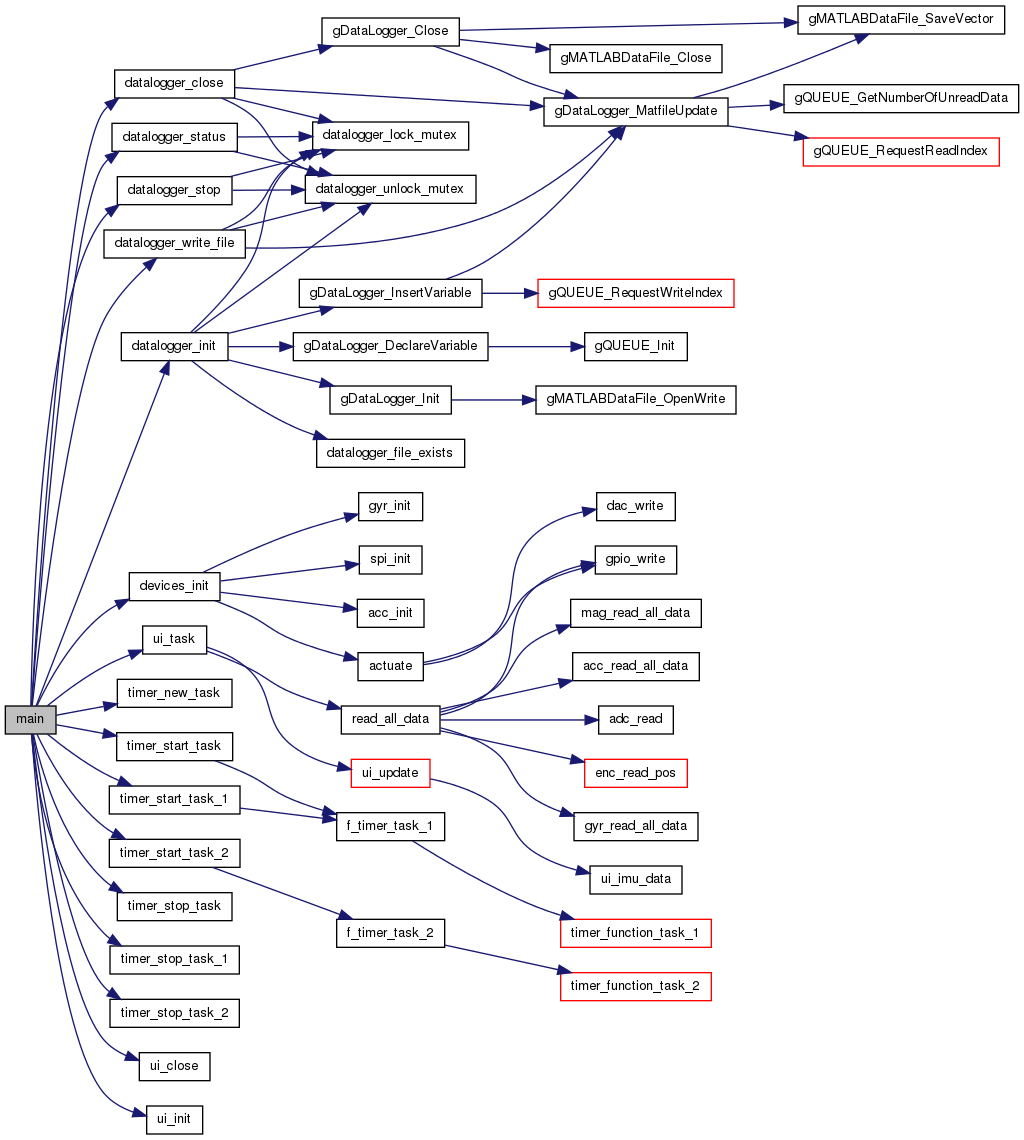 gMATLABDataFile_SaveVector
gDataLogger_Close
gMATLABDataFile_Close
datalogger_close
gQUEUE_GetNumberOfUnreadData
gDataLogger_MatfileUpdate
datalogger_status
datalogger_lock_mutex
gQUEUE_RequestReadIndex
datalogger_stop
datalogger_unlock_mutex
datalogger_write_file
gDataLogger_InsertVariable
gQUEUE_RequestWriteIndex
datalogger_init
gDataLogger_DeclareVariable
gQUEUE_Init
gDataLogger_Init
gMATLABDataFile_OpenWrite
datalogger_file_exists
gyr_init
dac_write
spi_init
gpio_write
devices_init
acc_init
mag_read_all_data
ui_task
actuate
acc_read_all_data
timer_new_task
main
read_all_data
adc_read
timer_start_task
ui_update
enc_read_pos
timer_start_task_1
f_timer_task_1
gyr_read_all_data
timer_start_task_2
ui_imu_data
timer_stop_task
f_timer_task_2
timer_function_task_1
timer_stop_task_1
timer_function_task_2
timer_stop_task_2
ui_close
ui_init